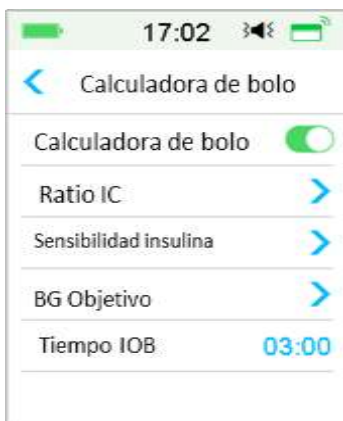 17:02
Calculadora de bolo
Calculadora de bolo
Ratio IC
Sensibilidad insulina
BG Objetivo
Tiempo IOB 03:00